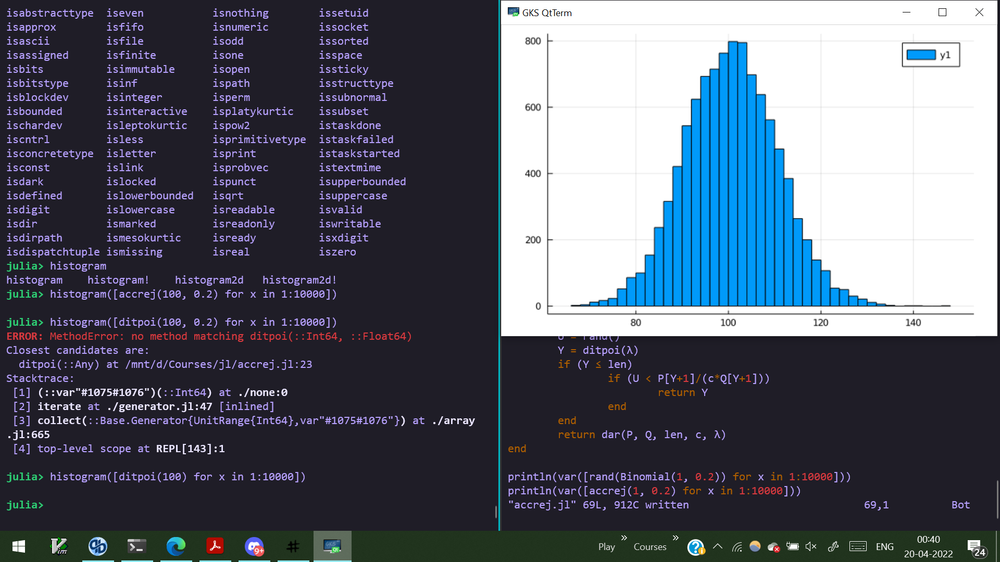 isabstracttype iseven isnothing issetuid
isapprox isfifo isnumeric issocket
isascii isfile isodd issorted
isassigned isfinite isone isspace
isbits isimmutable isopen issticky
isbitstype isinf ispath isstructtype
isblockdev isinteger isperm issubnormal
isbounded isinteractive isplatykurtic issubset
ischardev isleptokurtic ispow2 istaskdone
iscntrl isless isprimitivetype istaskfailed
isconcretetype isletter isprint istaskstarted
isconst islink isprobvec istextmime
isdark islocked ispunct isupperbounded
isdefined islowerbounded isqrt isuppercase
isdigit islowercase isreadable isvalid
isdir ismarked isreadonly iswritable
isdirpath ismesokurtic isready isxdigit
isdispatchtuple ismissing isreal iszero
julia> histogram
histogram histogram! histogram2d histogram2d!
julia> histogram([accrej(100, 0.2) for x in 1:10000])
julia> histogram([ditpoi(100, 0.2) for x in 1:10000])
ERROR: MethodError: no method matching ditpoi(::Int64, ::Float64)
Closest candidates are:
ditpoi(::Any) at /mnt/d/Courses/jl/accrej.jl:23
Stacktrace:
[1] (::var"#1075#1076")(::Int64) at ./none:0
[2] iterate at ./generator.jl:47 [inlined]
[3] collect(::Base.Generator{UnitRange{Int64},var"#1075#1076"}) at ./array
.jl:665
[4] top-level scope at REPL[143]:1
julia> histogram([ditpoi(100) for x in 1:10000])
julia>
GKS QtTerm
800
600
400
200
0
80 100 120 140
y1
U = rand()
Y = ditpoi(λ)
if (Y ≤ len)
if (U < P[Y+1]/(c*Q[Y+1]))
return Y
end
end
return dar(P, Q, len, c, λ)
end
println(var([rand(Binomial(1, 0.2)) for x in 1:10000]))
println(var([accrej(1, 0.2) for x in 1:10000]))
"accrej.jl" 69L, 912C written 69,1 Bot
Vim
9+
GKS
Qt
Play » Courses »
ENG
00:40
20-04-2022
24